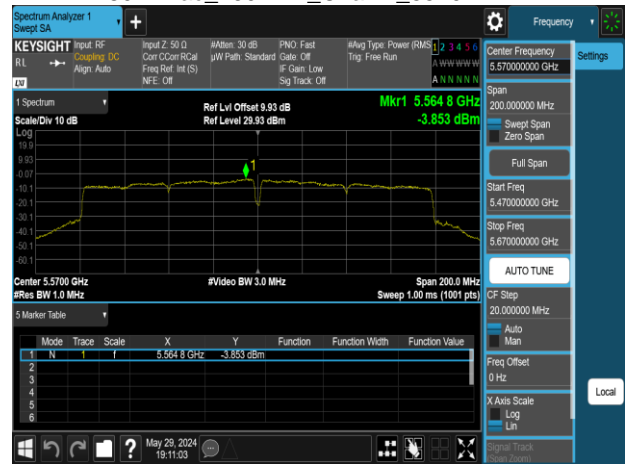 Spectrum Analyzer 1
Swept SA
Frequency
KEYSIGHT
Input: RF
Input Z: 50 Ω
#Atten: 30 dB
PNO: Fast
#Avg Type: Power (RMS
1 2 3 4 5 6
RL
Coupling: DC
Corr CCorr RCal
µW Path: Standard
Gate: Off
Trig: Free Run
A W W W W W
Align: Auto
Freq Ref: Int (S)
IF Gain: Low
NFE: Off
Sig Track: Off
A N N N N N
LXI
1 Spectrum
Ref Lvl Offset 9.93 dB
Mkr1 5.564 8 GHz
Scale/Div 10 dB
Ref Level 29.93 dBm
-3.853 dBm
Log
19.9
9.93
-0.07
-10.1
-20.1
-30.1
-40.1
-50.1
-60.1
1
Center 5.5700 GHz
#Video BW 3.0 MHz
Span 200.0 MHz
#Res BW 1.0 MHz
Sweep 1.00 ms (1001 pts)
5 Marker Table
Mode Trace Scale X Y Function Function Width Function Value
1 N 1 f 5.564 8 GHz -3.853 dBm
2
3
4
5
6
May 29, 2024
19:11:03
?
Center Frequency
5.570000000 GHz
Settings
Span
200.000000 MHz
Swept Span
Zero Span
Full Span
Start Freq
5.470000000 GHz
Stop Freq
5.670000000 GHz
AUTO TUNE
CF Step
20.000000 MHz
Auto
Man
Freq Offset
0 Hz
X Axis Scale
Log
Lin
Local
Signal Track
(Span Zoom)